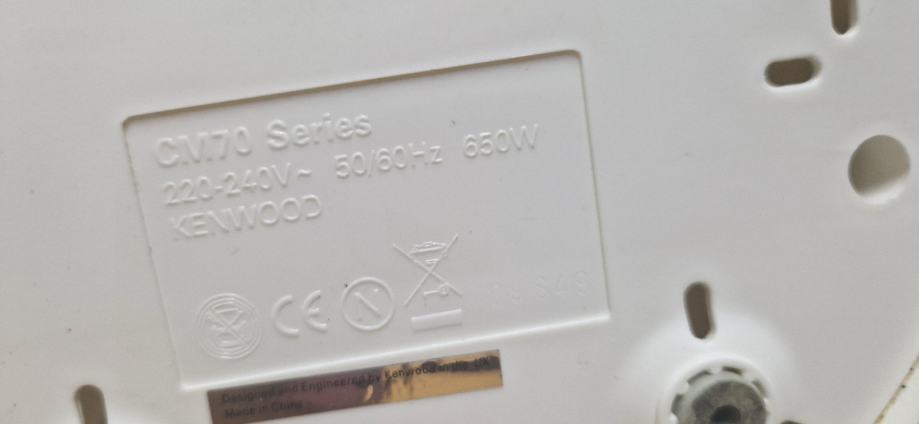 CM70 Series
220-240V~ 50/60Hz 650W
KENWOOD
CE
Designed and Engineered by Kenwood in the UK
Made in China